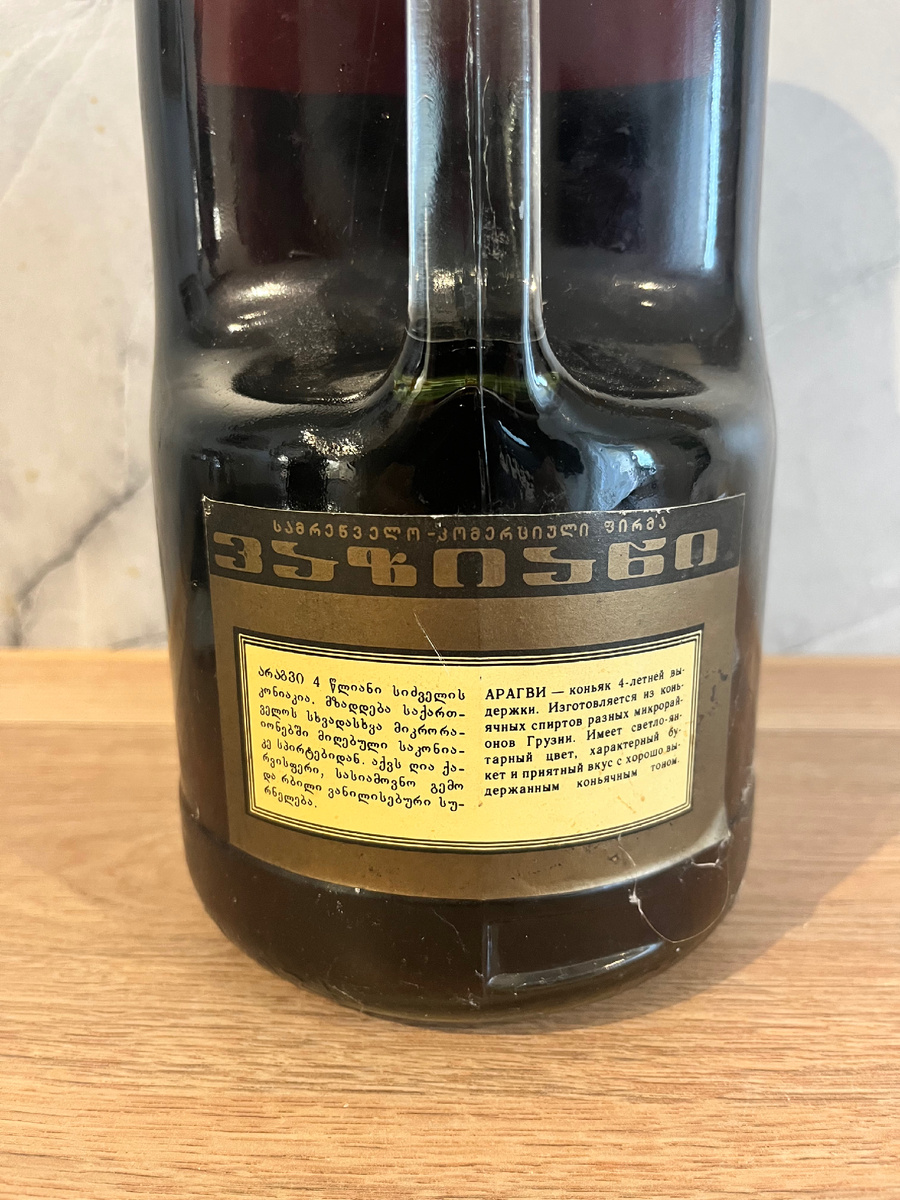 სამრეწველო-კომერციული ფირმა
ვაზიანი
არაგვი 4 წლიანი სიძველის
კონიაკია. მზადდება საქართ-
ველოს სხვადასხვა მიკრორა-
იონებში მიღებული საკონია-
კე სპირტებიდან. აქვს ღია ქა-
რვისფერი, სასიამოვნო გემო
და რბილი ვანილისებური სუ-
რნელება.
АРАГВИ — коньяк 4-летней вы-
держки. Изготовляется из конь-
ячных спиртов разных микрорай-
онов Грузии. Имеет светло-ян-
тарный цвет, характерный бу-
кет и приятный вкус с хорошо вы-
держанным коньячным тоном.